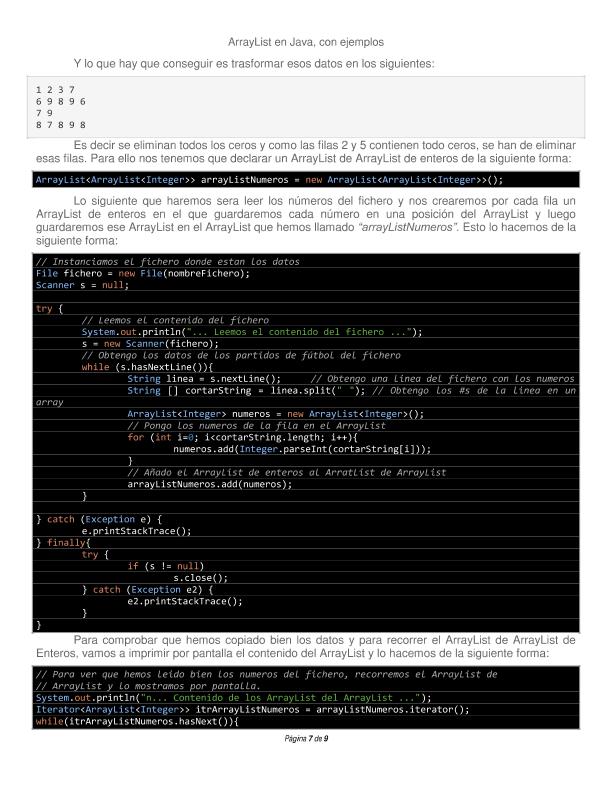 ArrayList en Java, con ejemplos
Y lo que hay que conseguir es trasformar esos datos en los siguientes:
1 2 3 7
6 9 8 9 6
7 9
8 7 8 9 8
Es decir se eliminan todos los ceros y como las filas 2 y 5 contienen todo ceros, se han de eliminar
esas filas. Para ello nos tenemos que declarar un ArrayList de ArrayList de enteros de la siguiente forma:
ArrayList<ArrayList<Integer>> arrayListNumeros = new ArrayList<ArrayList<Integer>>();
Lo siguiente que haremos sera leer los números del fichero y nos crearemos por cada fila un
ArrayList de enteros en el que guardaremos cada número en una posición del ArrayList y luego
guardaremos ese ArrayList en el ArrayList que hemos llamado “arrayListNumeros”. Esto lo hacemos de la
siguiente forma:
// Instanciamos el fichero donde estan los datos
File fichero = new File(nombreFichero);
Scanner s = null;
try {
// Leemos el contenido del fichero
System.out.println("... Leemos el contenido del fichero ...");
s = new Scanner(fichero);
// Obtengo los datos de los partidos de fútbol del fichero
while (s.hasNextLine()){
String linea = s.nextLine(); // Obtengo una linea del fichero con los numeros
String [] cortarString = linea.split(" "); // Obtengo los #s de la linea en un
array
ArrayList<Integer> numeros = new ArrayList<Integer>();
// Pongo los numeros de la fila en el ArrayList
for (int i=0; i<cortarString.length; i++){
numeros.add(Integer.parseInt(cortarString[i]));
}
// Añado el ArrayList de enteros al ArratList de ArrayList
arrayListNumeros.add(numeros);
}
} catch (Exception e) {
e.printStackTrace();
} finally{
try {
if (s != null)
s.close();
} catch (Exception e2) {
e2.printStackTrace();
}
}
Para comprobar que hemos copiado bien los datos y para recorrer el ArrayList de ArrayList de
Enteros, vamos a imprimir por pantalla el contenido del ArrayList y lo hacemos de la siguiente forma:
// Para ver que hemos leido bien los numeros del fichero, recorremos el ArrayList de
// ArrayList y lo mostramos por pantalla.
System.out.println("n... Contenido de los ArrayList del ArrayList ...");
Iterator<ArrayList<Integer>> itrArrayListNumeros = arrayListNumeros.iterator();
while(itrArrayListNumeros.hasNext()){
Página 7 de 9